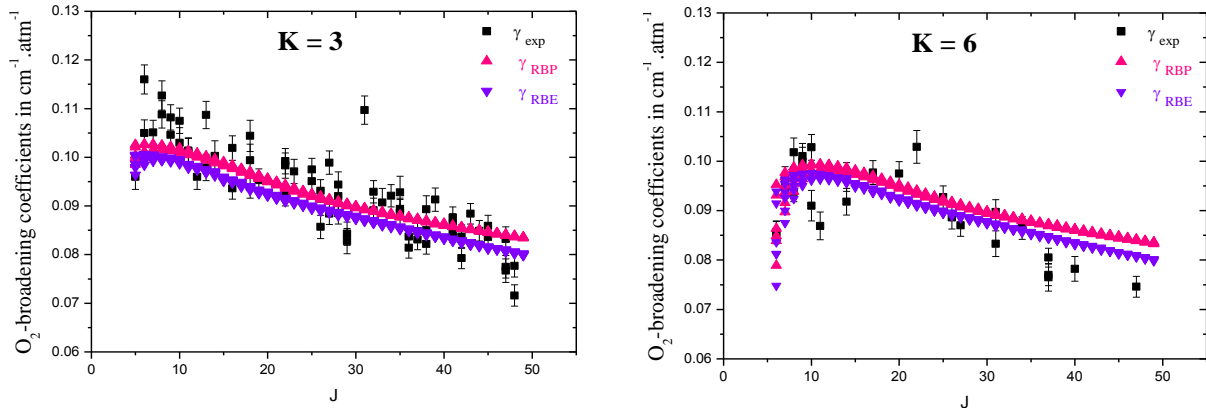 K = 3
γ exp
γ RBP
γ RBE
O2-broadening coefficients in cm-1.atm-1
0.13
0.12
0.11
0.10
0.09
0.08
0.07
0.06
0 10 20 30 40 50
J
K = 6
γ exp
γ RBP
γ RBE
O2-broadening coefficients in cm-1.atm-1
0.13
0.12
0.11
0.10
0.09
0.08
0.07
0.06
0 10 20 30 40 50
J